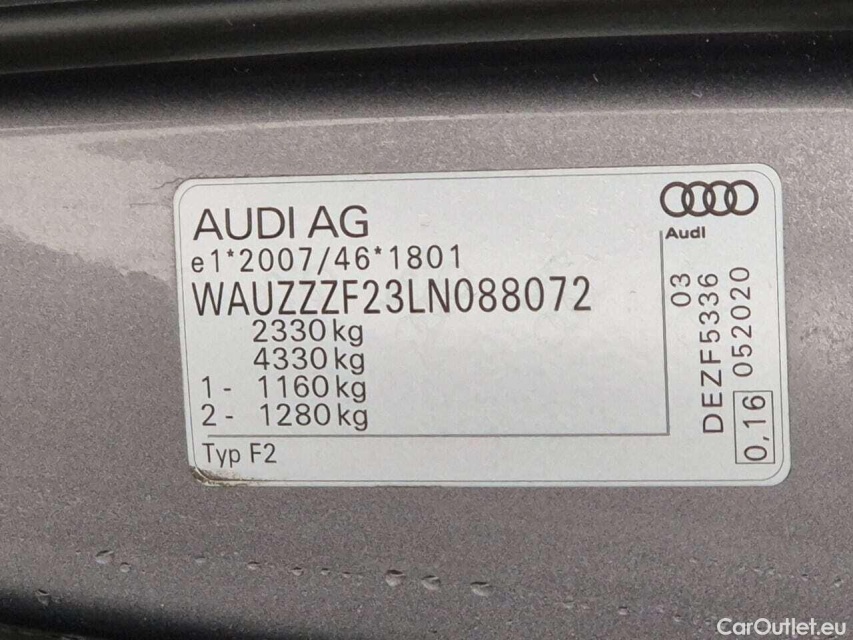 AUDI AG
e1*2007/46*1801
WAUZZZF23LN088072
2330 kg
4330 kg
1 - 1160 kg
2 - 1280 kg
Typ F2
Audi
03
DEZF5336
0,16 052020
CarOutlet.eu